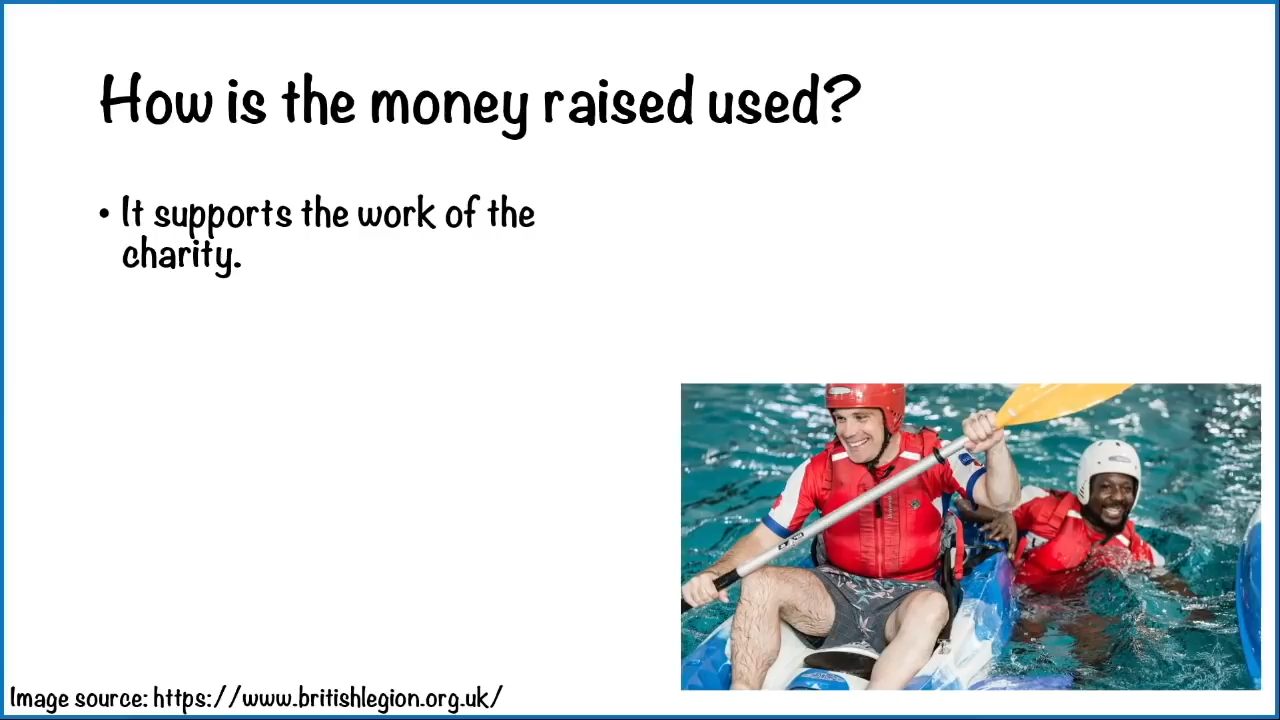 How is the money raised used?
• It supports the work of the
charity.
Image source: https://www.britishlegion.org.uk/